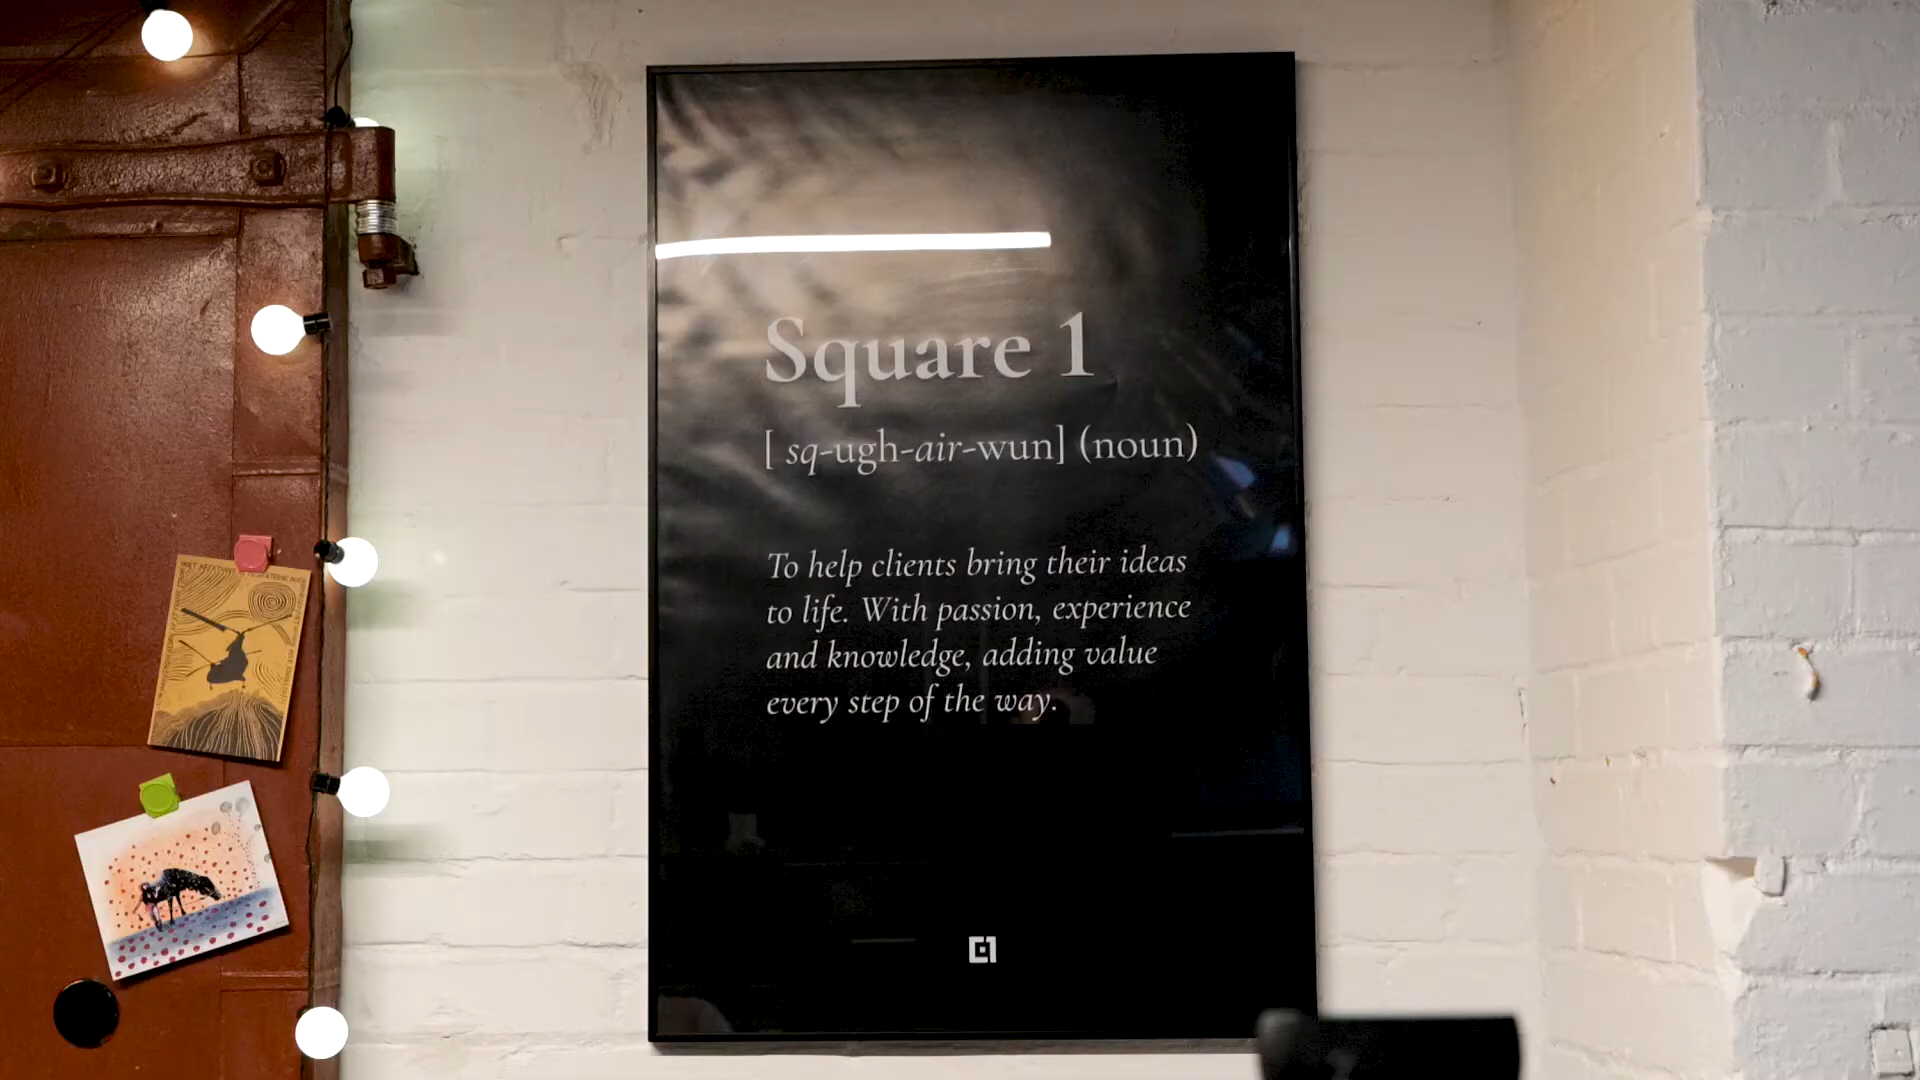 Square 1
[ sq-ugh-air-wun] (noun)
To help clients bring their ideas
to life. With passion, experience
and knowledge, adding value
every step of the way.